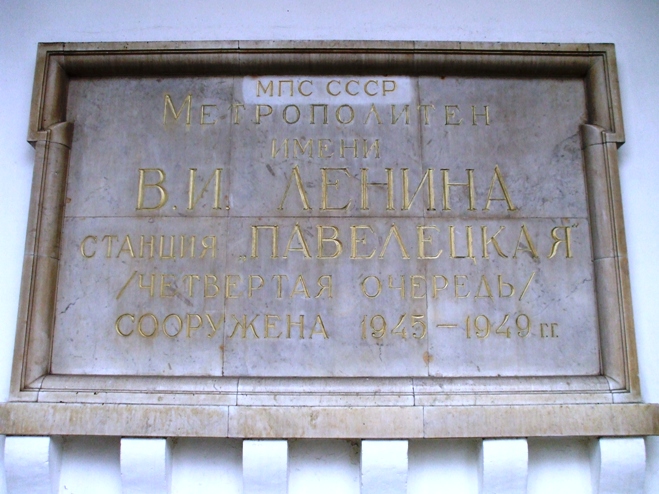 МПС СССР
МЕТРОПОЛИТЕН
ИМЕНИ
В.И. ЛЕНИНА
СТАНЦИЯ „ПАВЕЛЕЦКАЯ"
/ЧЕТВЕРТАЯ ОЧЕРЕДЬ/
СООРУЖЕНА 1945 — 1949 гг.